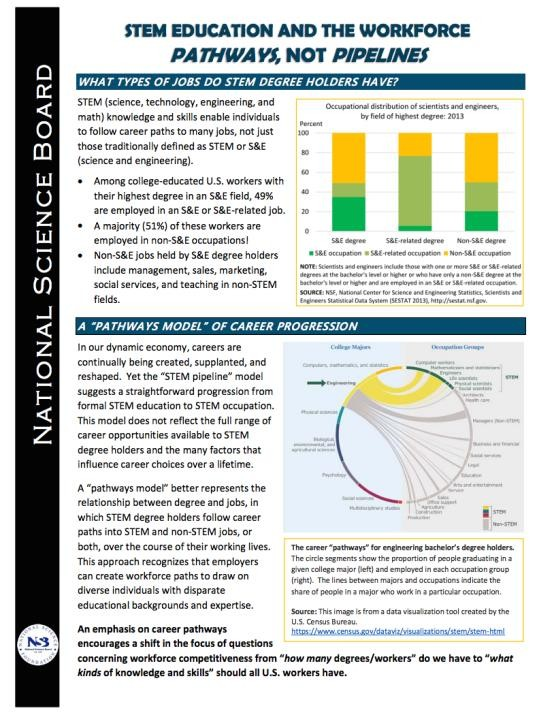 STEM EDUCATION AND THE WORKFORCE
PATHWAYS, NOT PIPELINES
NATIONAL SCIENCE BOARD
WHAT TYPES OF JOBS DO STEM DEGREE HOLDERS HAVE?
STEM (science, technology, engineering, and
math) knowledge and skills enable individuals
to follow career paths to many jobs, not just
those traditionally defined as STEM or S&E
(science and engineering).
• Among college-educated U.S. workers with
their highest degree in an S&E field, 49%
are employed in an S&E or S&E-related job.
• A majority (51%) of these workers are
employed in non-S&E occupations!
• Non-S&E jobs held by S&E degree holders
include management, sales, marketing,
social services, and teaching in non-STEM
fields.
Occupational distribution of scientists and engineers,
by field of highest degree: 2013
Percent
100
80
60
40
20
0
S&E degree S&E-related degree Non-S&E degree
S&E occupation S&E-related occupation Non-S&E occupation
NOTE: Scientists and engineers include those with one or more S&E or S&E-related
degrees at the bachelor's level or higher or who have only a non-S&E degree at the
bachelor's level or higher and are employed in an S&E or S&E-related occupation.
SOURCE: NSF, National Center for Science and Engineering Statistics, Scientists and
Engineers Statistical Data System (SESTAT 2013), http://sestat.nsf.gov.
A "PATHWAYS MODEL" OF CAREER PROGRESSION
In our dynamic economy, careers are
continually being created, supplanted, and
reshaped. Yet the "STEM pipeline" model
suggests a straightforward progression from
formal STEM education to STEM occupation.
This model does not reflect the full range of
career opportunities available to STEM
degree holders and the many factors that
influence career choices over a lifetime.
A "pathways model" better represents the
relationship between degree and jobs, in
which STEM degree holders follow career
paths into STEM and non-STEM jobs, or
both, over the course of their working lives.
This approach recognizes that employers
can create workforce paths to draw on
diverse individuals with disparate
educational backgrounds and expertise.
An emphasis on career pathways
encourages a shift in the focus of questions
concerning workforce competitiveness from "how many degrees/workers" do we have to "what
kinds of knowledge and skills" should all U.S. workers have.
College Majors
Occupation Groups
Computers, mathematics, and statistics
Engineering
Physical sciences
Biological,
environmental, and
agricultural sciences
Psychology
Social sciences
Multidisciplinary studies
Computer workers
Mathematicians and statisticians
Engineers
Life scientists
Physical scientists
Social scientists
STEM
Architects
Health care
Managers (Non-STEM)
Business and financial
Social services
Legal
Education
Arts and entertainment
Service
Sales
Office support
Agriculture
Construction
Production
STEM
Non-STEM
The career "pathways" for engineering bachelor's degree holders.
The circle segments show the proportion of people graduating in a
given college major (left) and employed in each occupation group
(right). The lines between majors and occupations indicate the
share of people in a major who work in a particular occupation.
Source: This image is from a data visualization tool created by the
U.S. Census Bureau.
https://www.census.gov/dataviz/visualizations/stem/stem-html